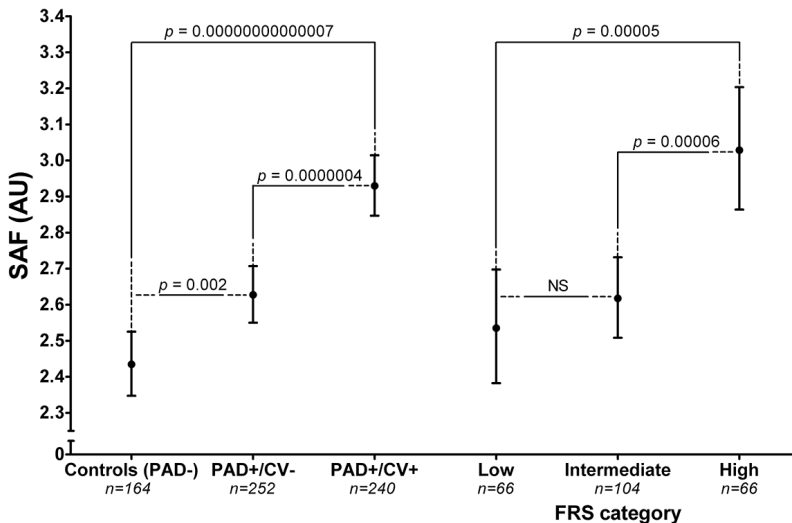 3.4
3.3
3.2
3.1
3.0
2.9
2.8
2.7
2.6
2.5
2.4
2.3
0
SAF (AU)
p = 0.00000000000007
p = 0.0000004
p = 0.002
p = 0.00005
p = 0.00006
NS
Controls (PAD-) PAD+/CV- PAD+/CV+ Low Intermediate High
n=164 n=252 n=240 n=66 n=104 n=66
FRS category